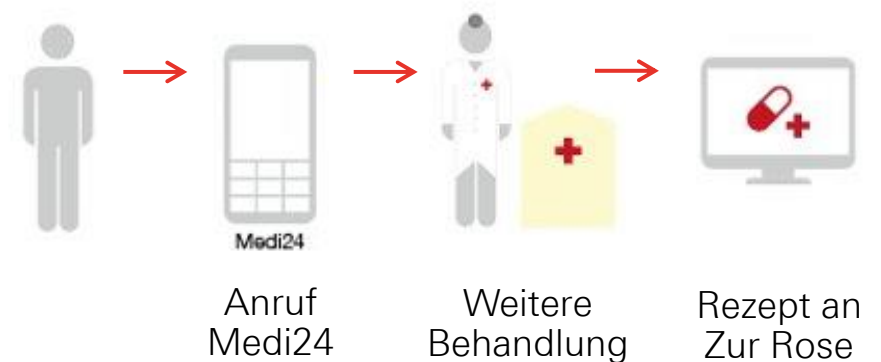 Medi24
Anruf
Medi24
Weitere
Behandlung
Rezept an
Zur Rose